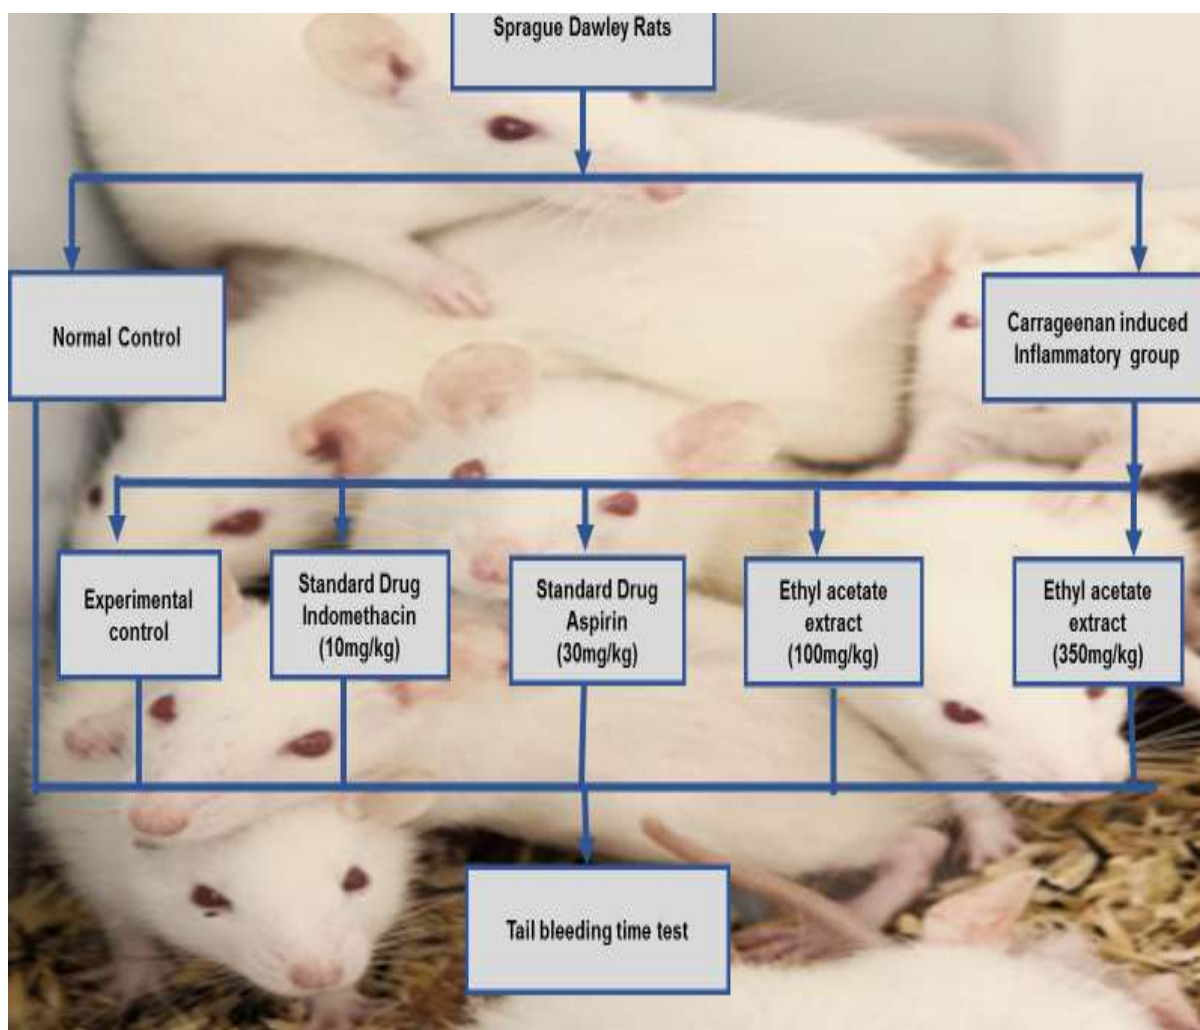 Sprague Dawley Rats
Normal Control
Carrageenan induced
Inflammatory group
Experimental
control
Standard Drug
Indomethacin
(10mg/kg)
Standard Drug
Aspirin
(30mg/kg)
Ethyl acetate
extract
(100mg/kg)
Ethyl acetate
extract
(350mg/kg)
Tail bleeding time test